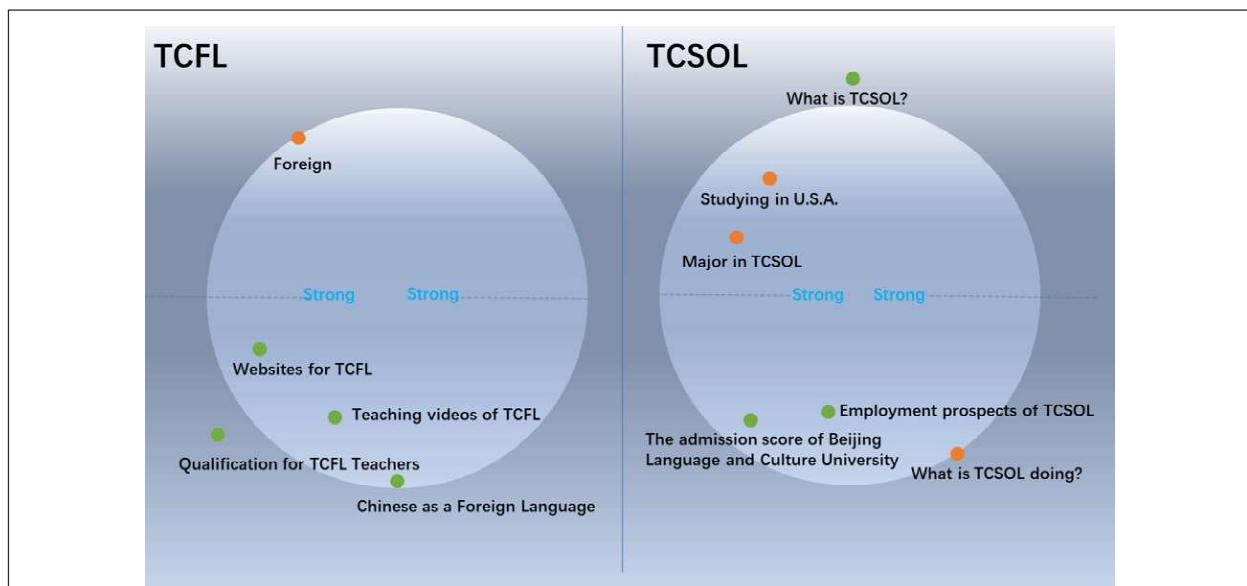 TCFL
Foreign
Strong
Strong
Websites for TCFL
Teaching videos of TCFL
Qualification for TCFL Teachers
Chinese as a Foreign Language
TCSOL
What is TCSOL?
Studying in U.S.A.
Major in TCSOL
Strong
Strong
Employment prospects of TCSOL
The admission score of Beijing
Language and Culture University
What is TCSOL doing?